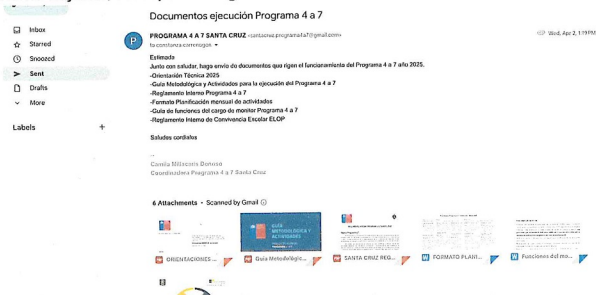 Documentos ejecución Programa 4 a 7
Inbox
Starred
Snoozed
Sent
Drafts
More
Labels +
P
PROGRAMA 4 A 7 SANTA CRUZ
Wed, Apr 2, 1:19 PM
Estimada
Junto con saludar, hago envío de documentos que rigen el funcionamiento del Programa 4 a 7 año 2025.
-Orientación Técnica 2025
-Guía Metodológica y Actividades para la ejecución del Programa 4 a 7
-Reglamento Interno Programa 4 a 7
-Formato Planificación mensual de actividades
-Guía de funciones del cargo de monitor Programa 4 a 7
-Reglamento Interno de Convivencia Escolar ELOP
Saludos cordiales
--
Camila
Coordinadora Programa 4 a 7 Santa Cruz
6 Attachments • Scanned by Gmail
GUÍA
METODOLÓGICA Y
ACTIVIDADES
ORIENTACIONES ...
Guía Metodológic...
SANTA CRUZ REG...
W FORMATO PLANI...
W Funciones del mo...